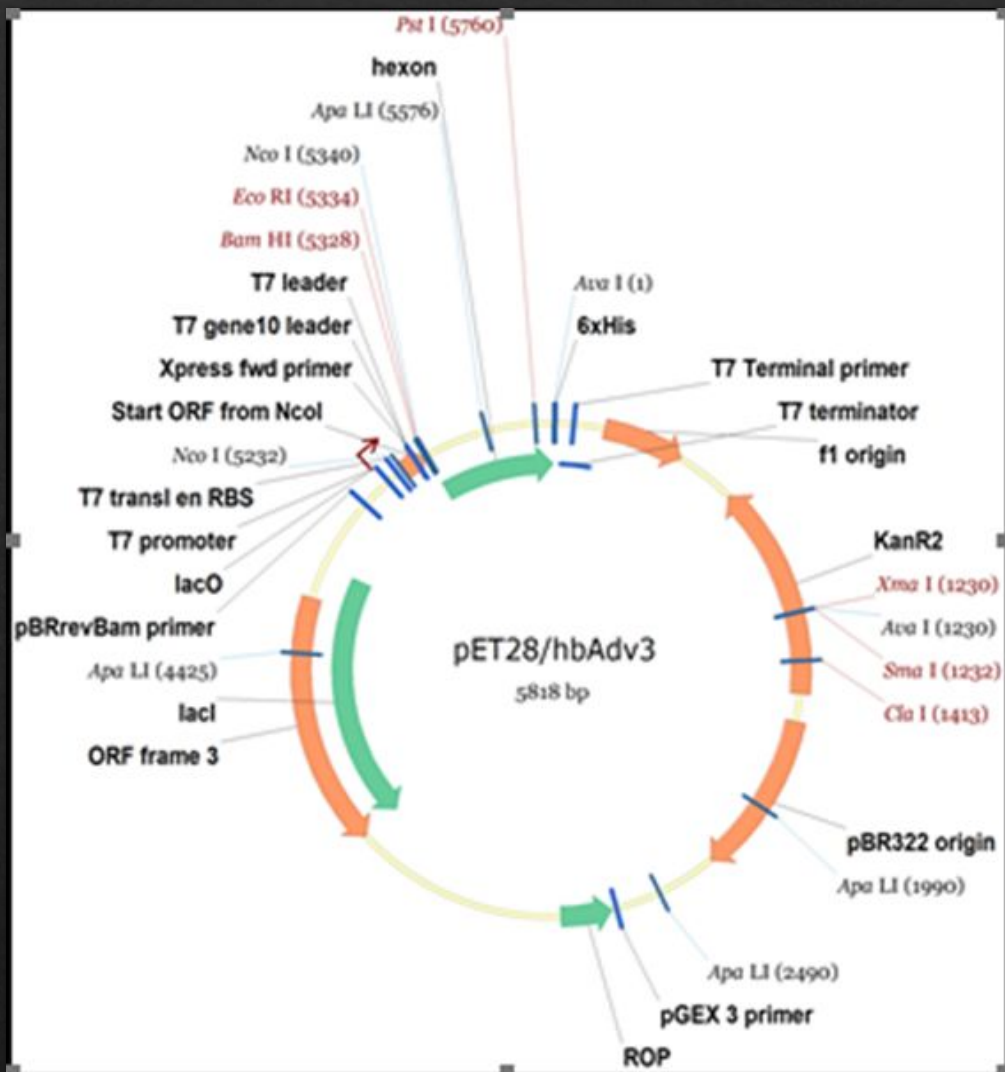 Pst I (5760)
hexon
Apa LI (5576)
Nco I (5340)
Eco RI (5334)
Bam HI (5328)
T7 leader
T7 gene10 leader
Xpress fwd primer
Start ORF from NcoI
Nco I (5232)
T7 transl en RBS
T7 promoter
lacO
pBRrevBam primer
Apa LI (4425)
lacI
ORF frame 3
Ava I (1)
6xHis
T7 Terminal primer
T7 terminator
f1 origin
KanR2
Xma I (1230)
Ava I (1230)
Sma I (1232)
Cla I (1413)
pET28/hbAdv3
5818 bp
pBR322 origin
Apa LI (1990)
Apa LI (2490)
pGEX 3 primer
ROP